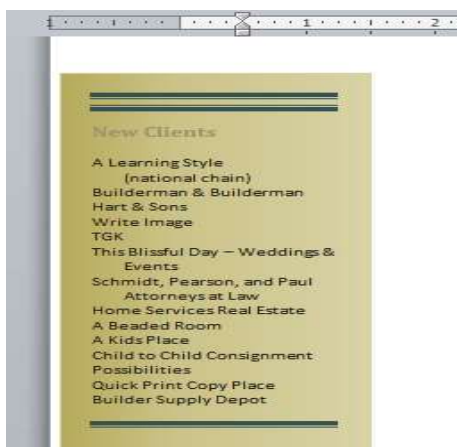 1 2
New Clients
A Learning Style
(national chain)
Builderman & Builderman
Hart & Sons
Write Image
TGK
This Blissful Day – Weddings &
Events
Schmidt, Pearson, and Paul
Attorneys at Law
Home Services Real Estate
A Beaded Room
A Kids Place
Child to Child Consignment
Possibilities
Quick Print Copy Place
Builder Supply Depot